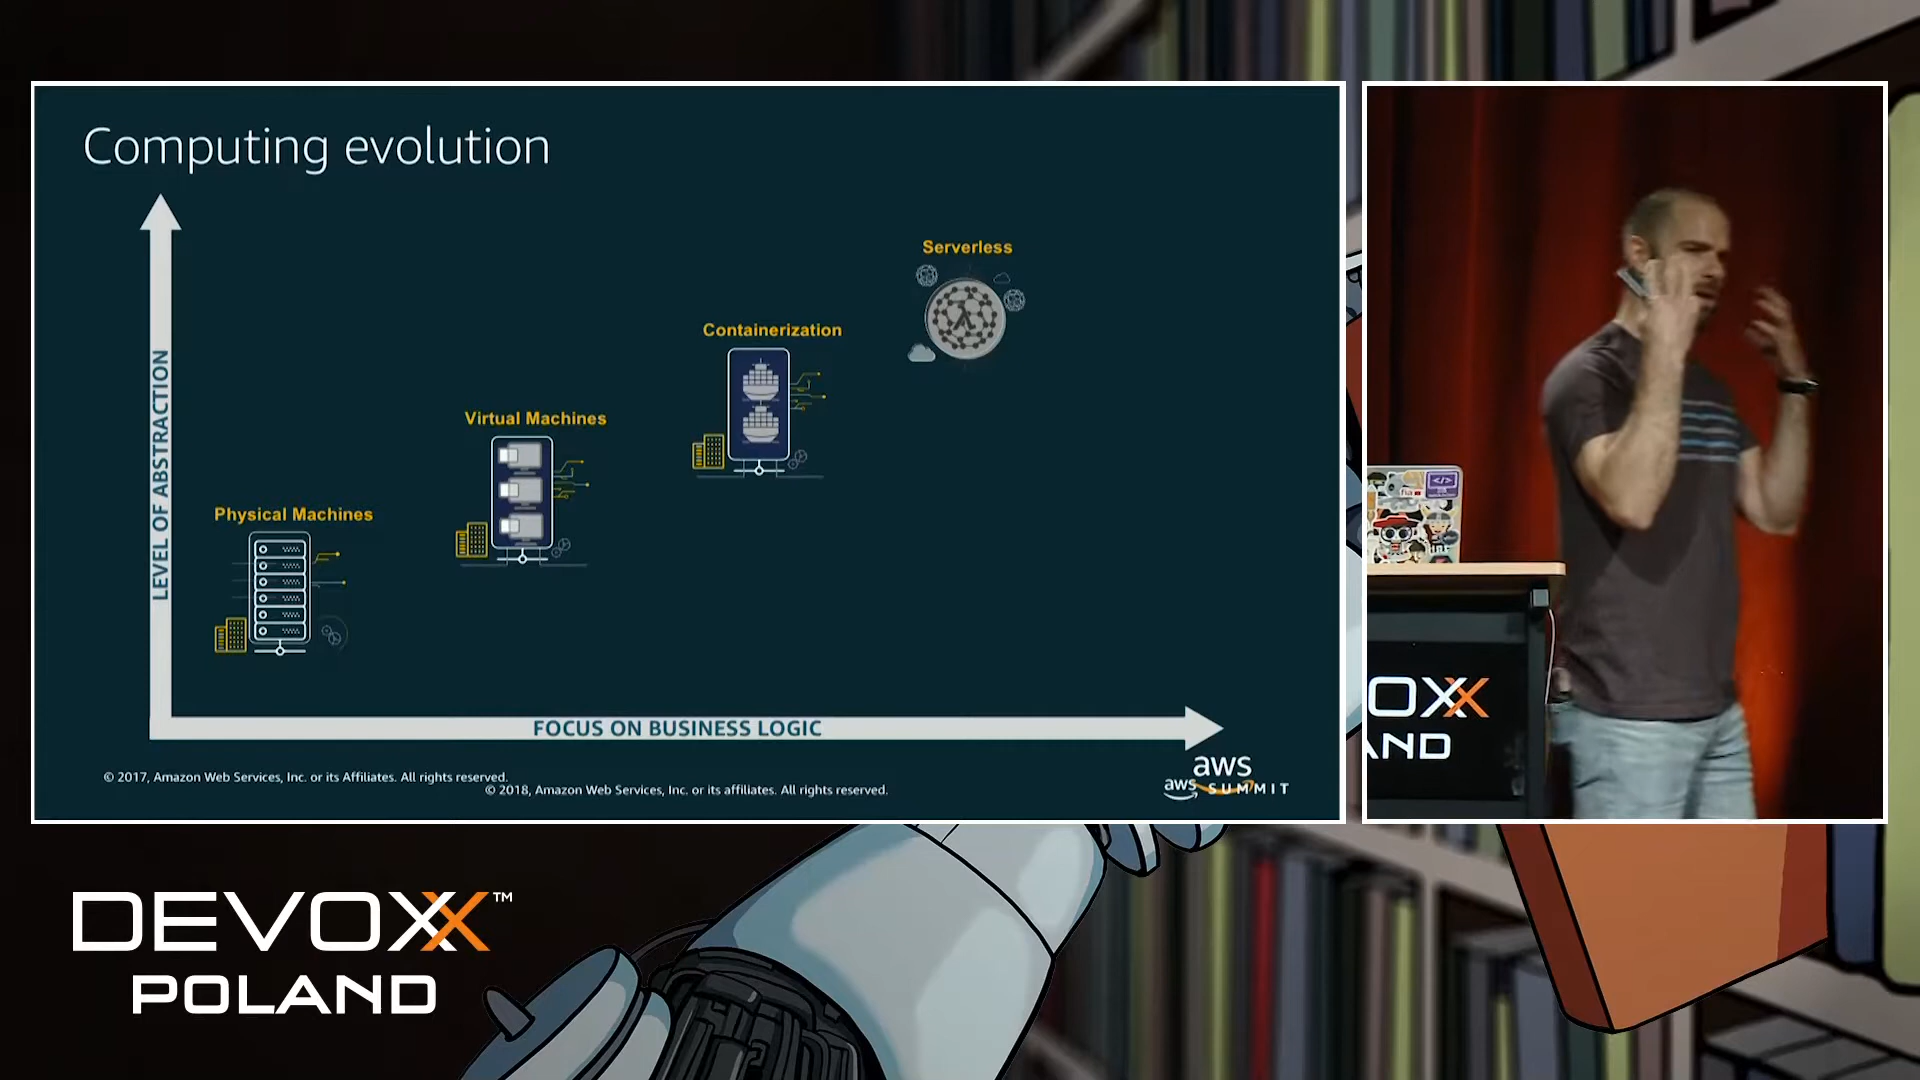 Computing evolution
LEVEL OF ABSTRACTION
Serverless
Containerization
Virtual Machines
Physical Machines
FOCUS ON BUSINESS LOGIC
© 2017, Amazon Web Services, Inc. or its Affiliates. All rights reserved.
© 2018, Amazon Web Services, Inc. or its affiliates. All rights reserved.
aws
aws SUMMIT
</>
OXX
AND
DEVOXX™
POLAND